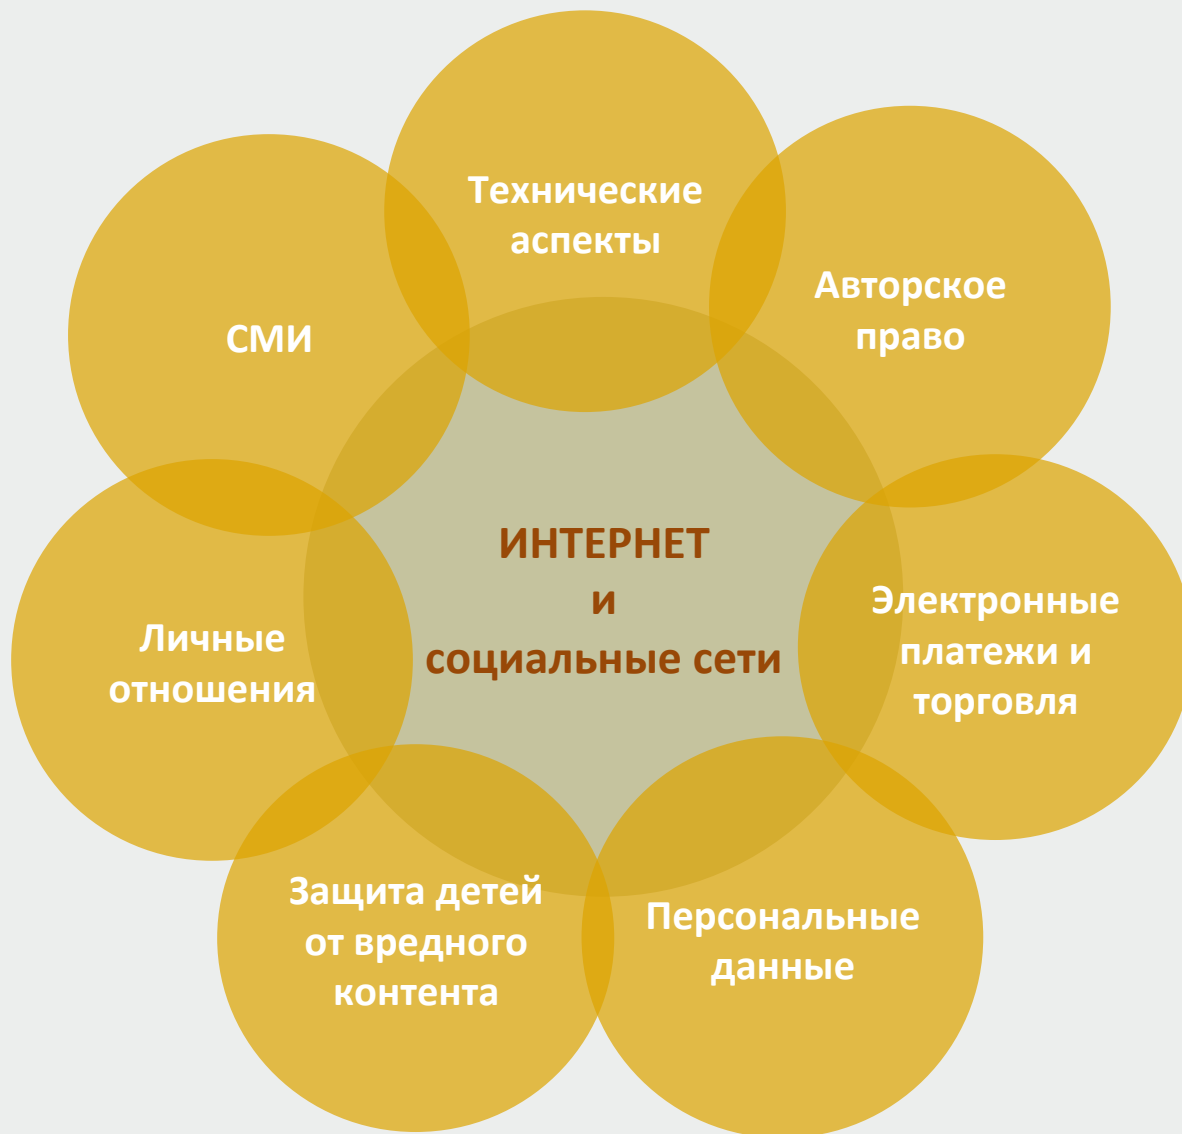 Технические
аспекты
Авторское
право
СМИ
ИНТЕРНЕТ
и
социальные сети
Электронные
платежи и
торговля
Личные
отношения
Защита детей
от вредного
контента
Персональные
данные